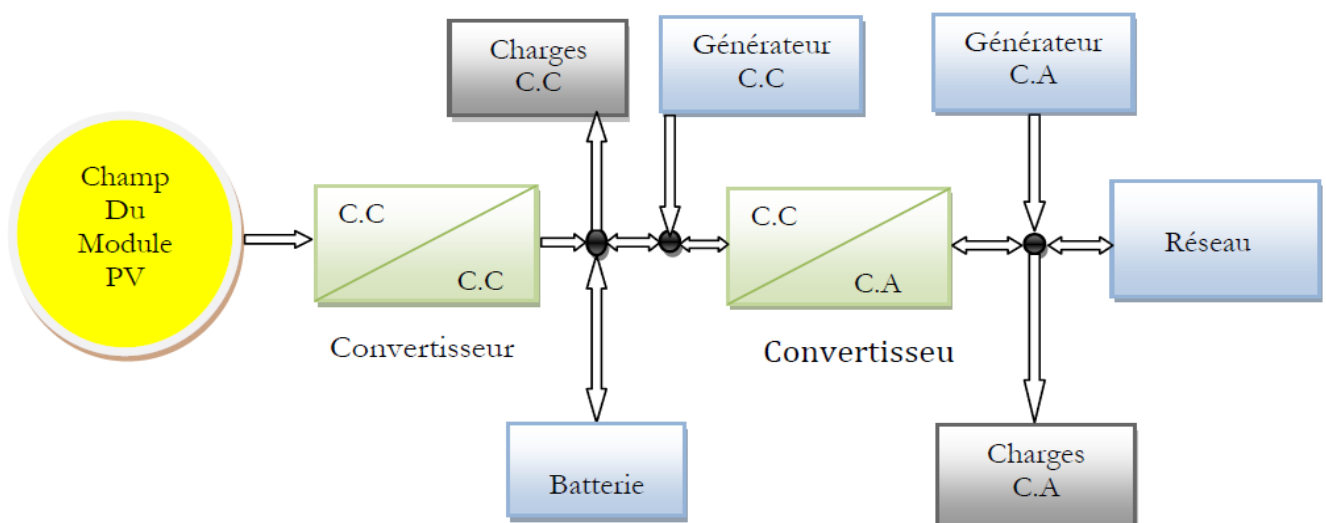 Charges
C.C
Générateur
C.C
Générateur
C.A
Champ
Du
Module
PV
C.C
C.C
Convertisseur
C.C
C.A
Convertisseu
Réseau
Batterie
Charges
C.A